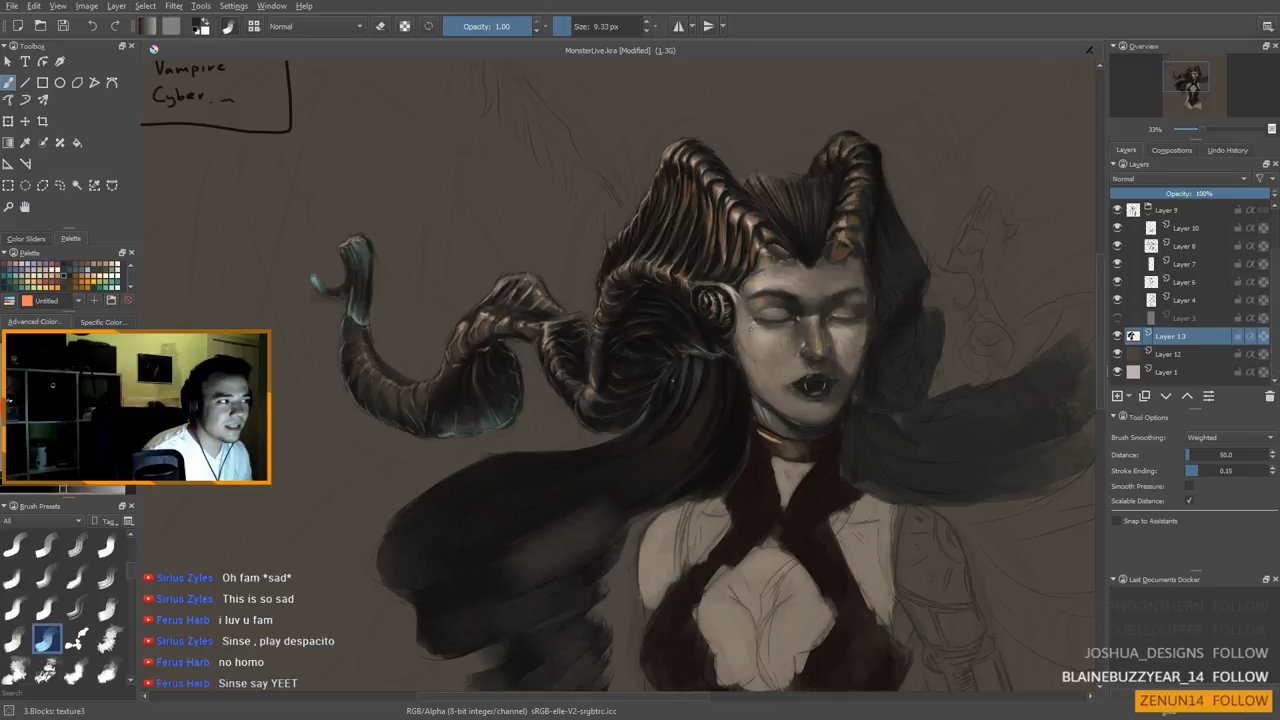 File Edit View Image Layer Select Filter Tools Settings Window Help
Normal
Opacity: 1.00
Size: 9.33 px
MonsterLive.kra [Modified] (1.3G)
Toolbox
Vampire
Cyber.
Color Sliders
Palette
Palette
Untitled
Advanced Color...
Specific Color...
Brush Presets
All
Tag
Search
3.Blocks: texture3
Sirius Zyles Oh fam *sad*
Sirius Zyles This is so sad
Ferus Harb i luv u fam
Sirius Zyles Sinse , play despacito
Ferus Harb no homo
Ferus Harb Sinse say YEET
RGB/Alpha (8-bit integer/channel) sRGB-elle-V2-srgbtrc.icc
Overview
33%
Layers
Compositions
Undo History
Layers
Normal
Opacity: 100%
Layer 9
Layer 10
Layer 8
Layer 7
Layer 6
Layer 4
Layer 3
Layer 13
Layer 12
Layer 1
Tool Options
Brush Smoothing: Weighted
Distance: 50.0
Stroke Ending: 0.15
Smooth Pressure:
Scalable Distance:
Snap to Assistants
Last Documents Docker
FOLLOW
FOLLOW
JOSHUA_DESIGNS FOLLOW
BLAINEBUZZYEAR_14 FOLLOW
ZENUN14 FOLLOW